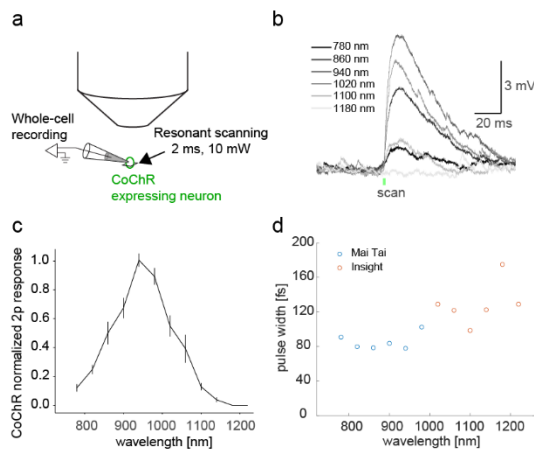 a
Whole-cell
recording
Resonant scanning
2 ms, 10 mW
CoChR
expressing neuron
b
780 nm
860 nm
940 nm
1020 nm
1100 nm
1180 nm
3 mV
20 ms
scan
c
CoChR normalized 2p response
1.0
0.8
0.6
0.4
0.2
0.0
800
900
1000
1100
1200
wavelength [nm]
d
Mai Tai
Insight
pulse width [fs]
200
160
120
80
40
0
800
900
1000
1100
1200
wavelength [nm]